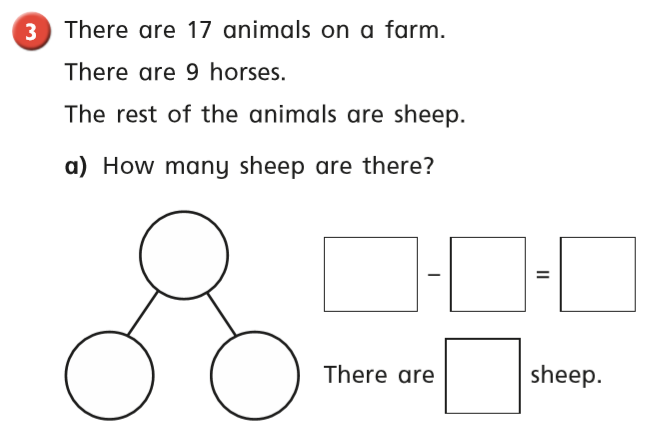 3 There are 17 animals on a farm.
There are 9 horses.
The rest of the animals are sheep.
a) How many sheep are there?
– =
There are sheep.